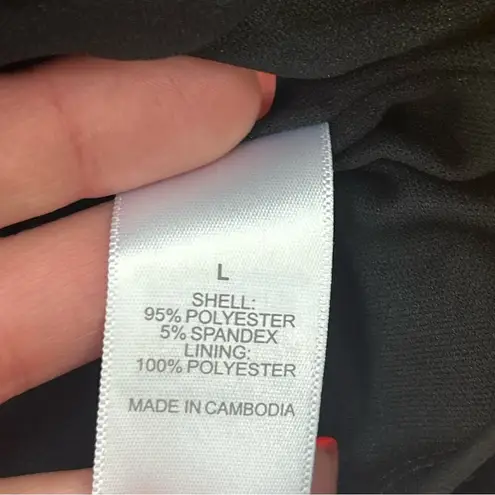 L
SHELL:
95% POLYESTER
5% SPANDEX
LINING:
100% POLYESTER
MADE IN CAMBODIA